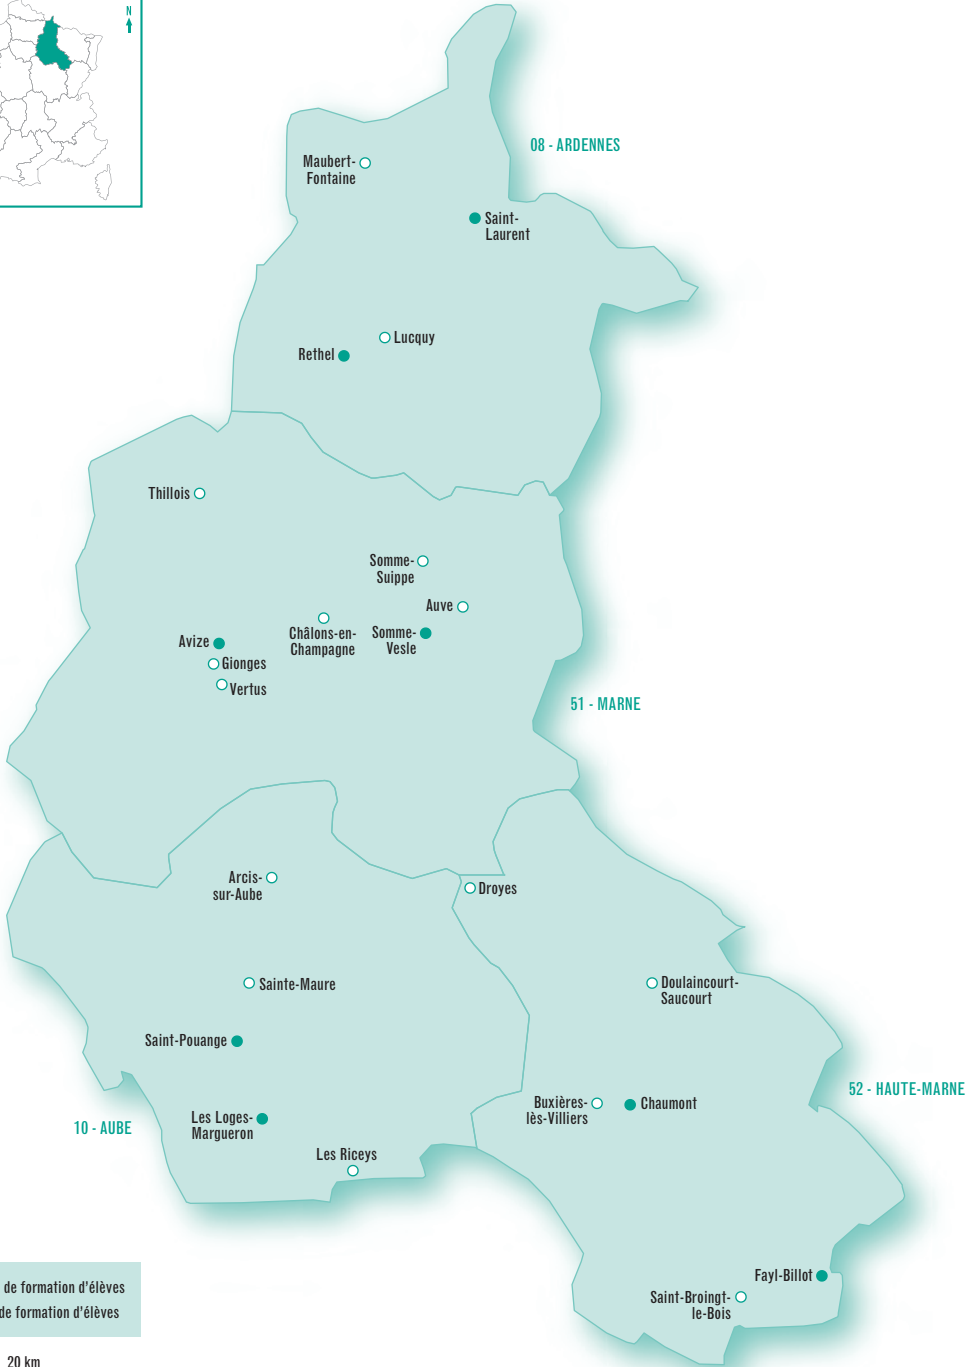 N
08 - ARDENNES
Maubert-
Fontaine
Saint-
Laurent
Lucquy
Rethel
Thillois
Somme-
Suippe
Auve
Châlons-en-
Champagne
Somme-
Vesle
Avize
Gionges
Vertus
51 - MARNE
Arcis-
sur-Aube
Droyes
Sainte-Maure
Doulaincourt-
Saucourt
Saint-Pouange
52 - HAUTE-MARNE
Buxières-
lès-Villiers
Chaumont
Les Loges-
Margueron
10 - AUBE
Les Riceys
Fayl-Billot
Saint-Broingt-
le-Bois
de formation d'élèves
de formation d'élèves
20 km